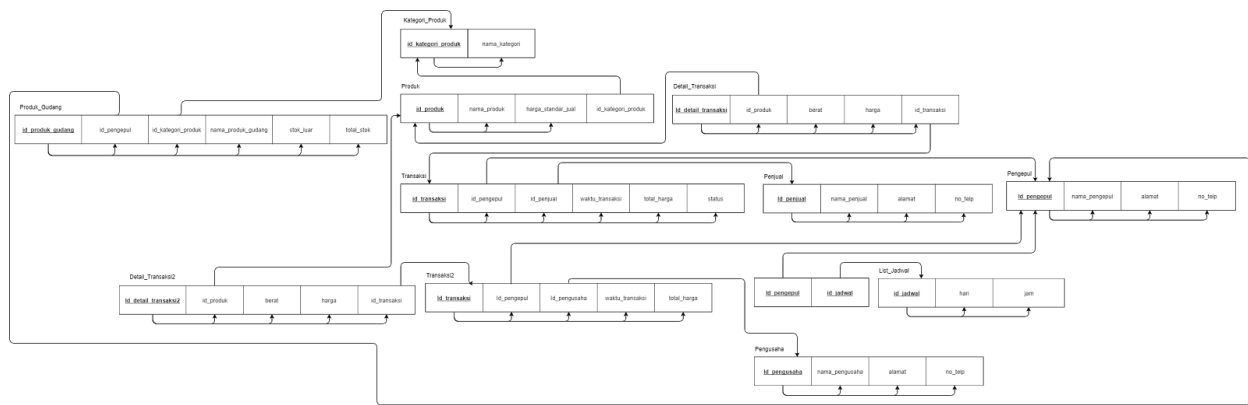 Kategori_Produk
id_kategori_produk nama_kategori
Produk
id_produk nama_produk harga_standar_jual id_kategori_produk
Detail_Transaksi
id_detail_transaksi id_produk berat harga id_transaksi
Produk_Gudang
id_produk_gudang id_pengepul id_kategori_produk nama_produk_gudang stok_luar total_stok
Transaksi
id_transaksi id_pengepul id_penjual waktu_transaksi total_harga status
Penjual
id_penjual nama_penjual alamat no_telp
Pengepul
id_pengepul nama_pengepul alamat no_telp
Detail_Transaksi2
id_detail_transaksi2 id_produk berat harga id_transaksi
Transaksi2
id_transaksi id_pengepul id_pengusaha waktu_transaksi total_harga
id_pengepul id_jadwal
List_Jadwal
id_jadwal hari jam
Pengusaha
id_pengusaha nama_pengusaha alamat no_telp